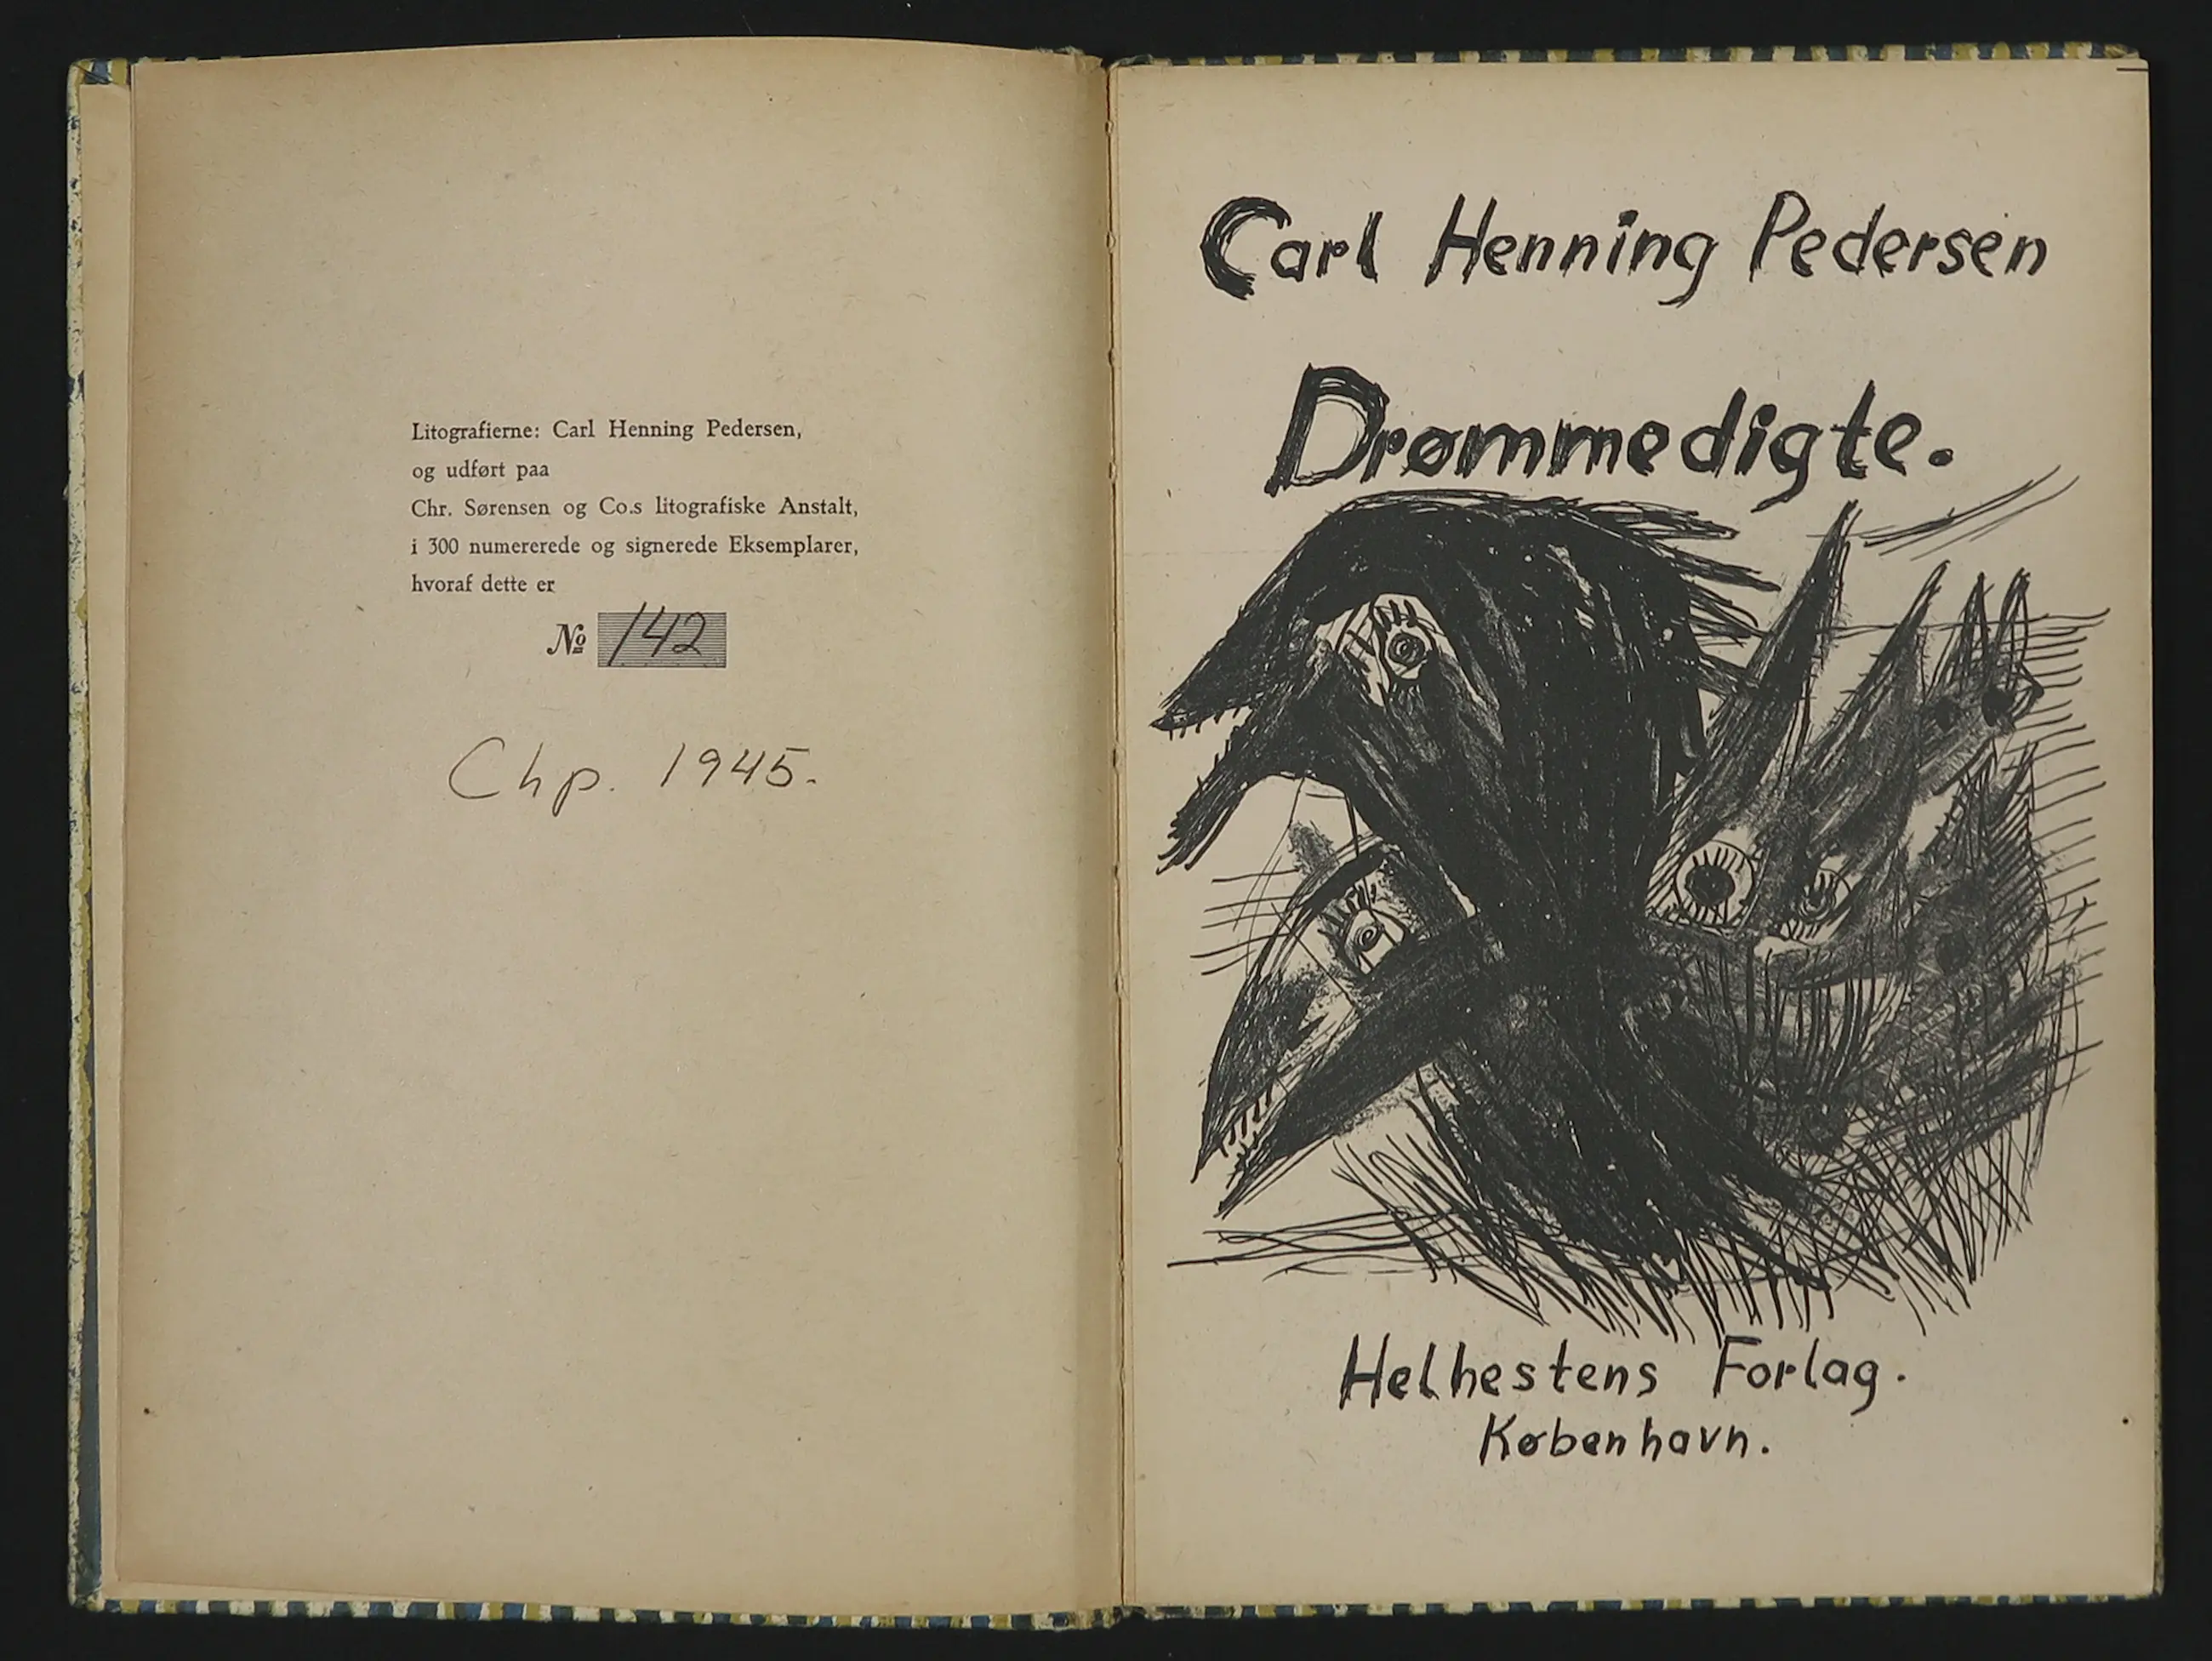 Litografierne: Carl Henning Pedersen,
og udført paa
Chr. Sørensen og Co.s litografiske Anstalt,
i 300 numererede og signerede Eksemplarer,
hvoraf dette er
№ 142
Chp. 1945.
Carl Henning Pedersen
Drømmedigte.
Helhestens Forlag.
København.